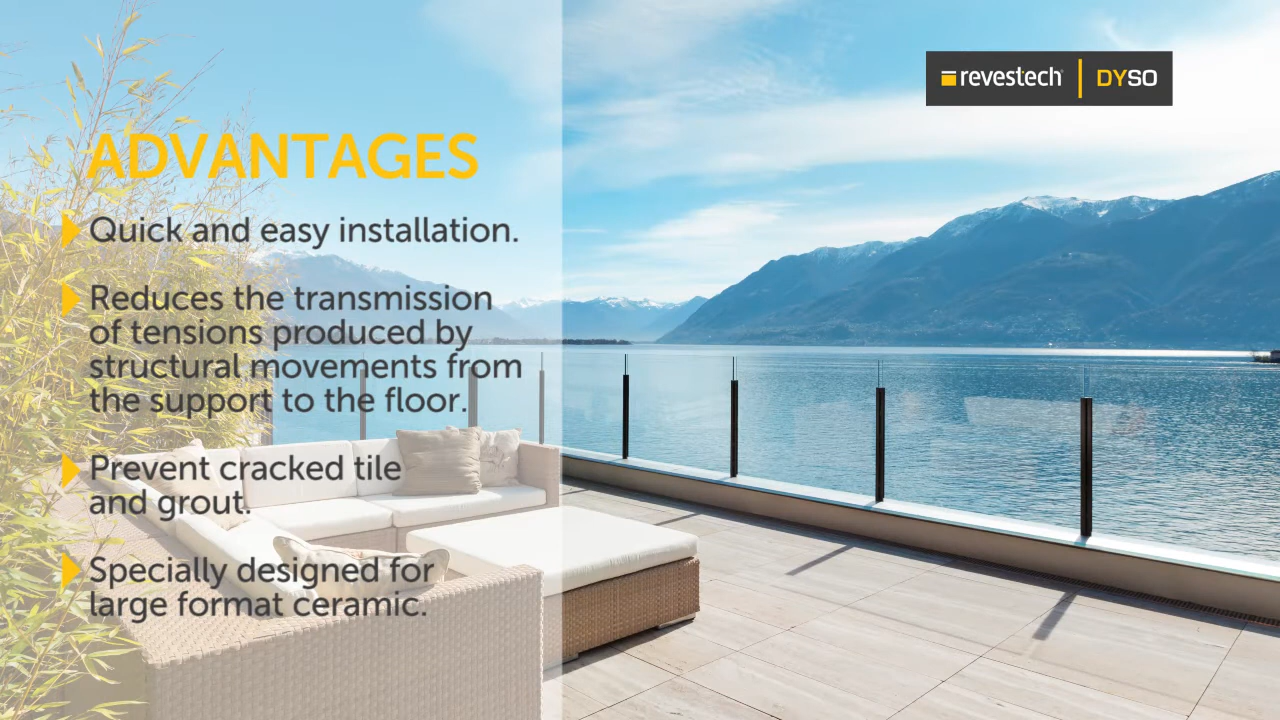 revestech | DYSO
ADVANTAGES
Quick and easy installation.
Reduces the transmission
of tensions produced by
structural movements from
the support to the floor.
Prevent cracked tile
and grout.
Specially designed for
large format ceramic.